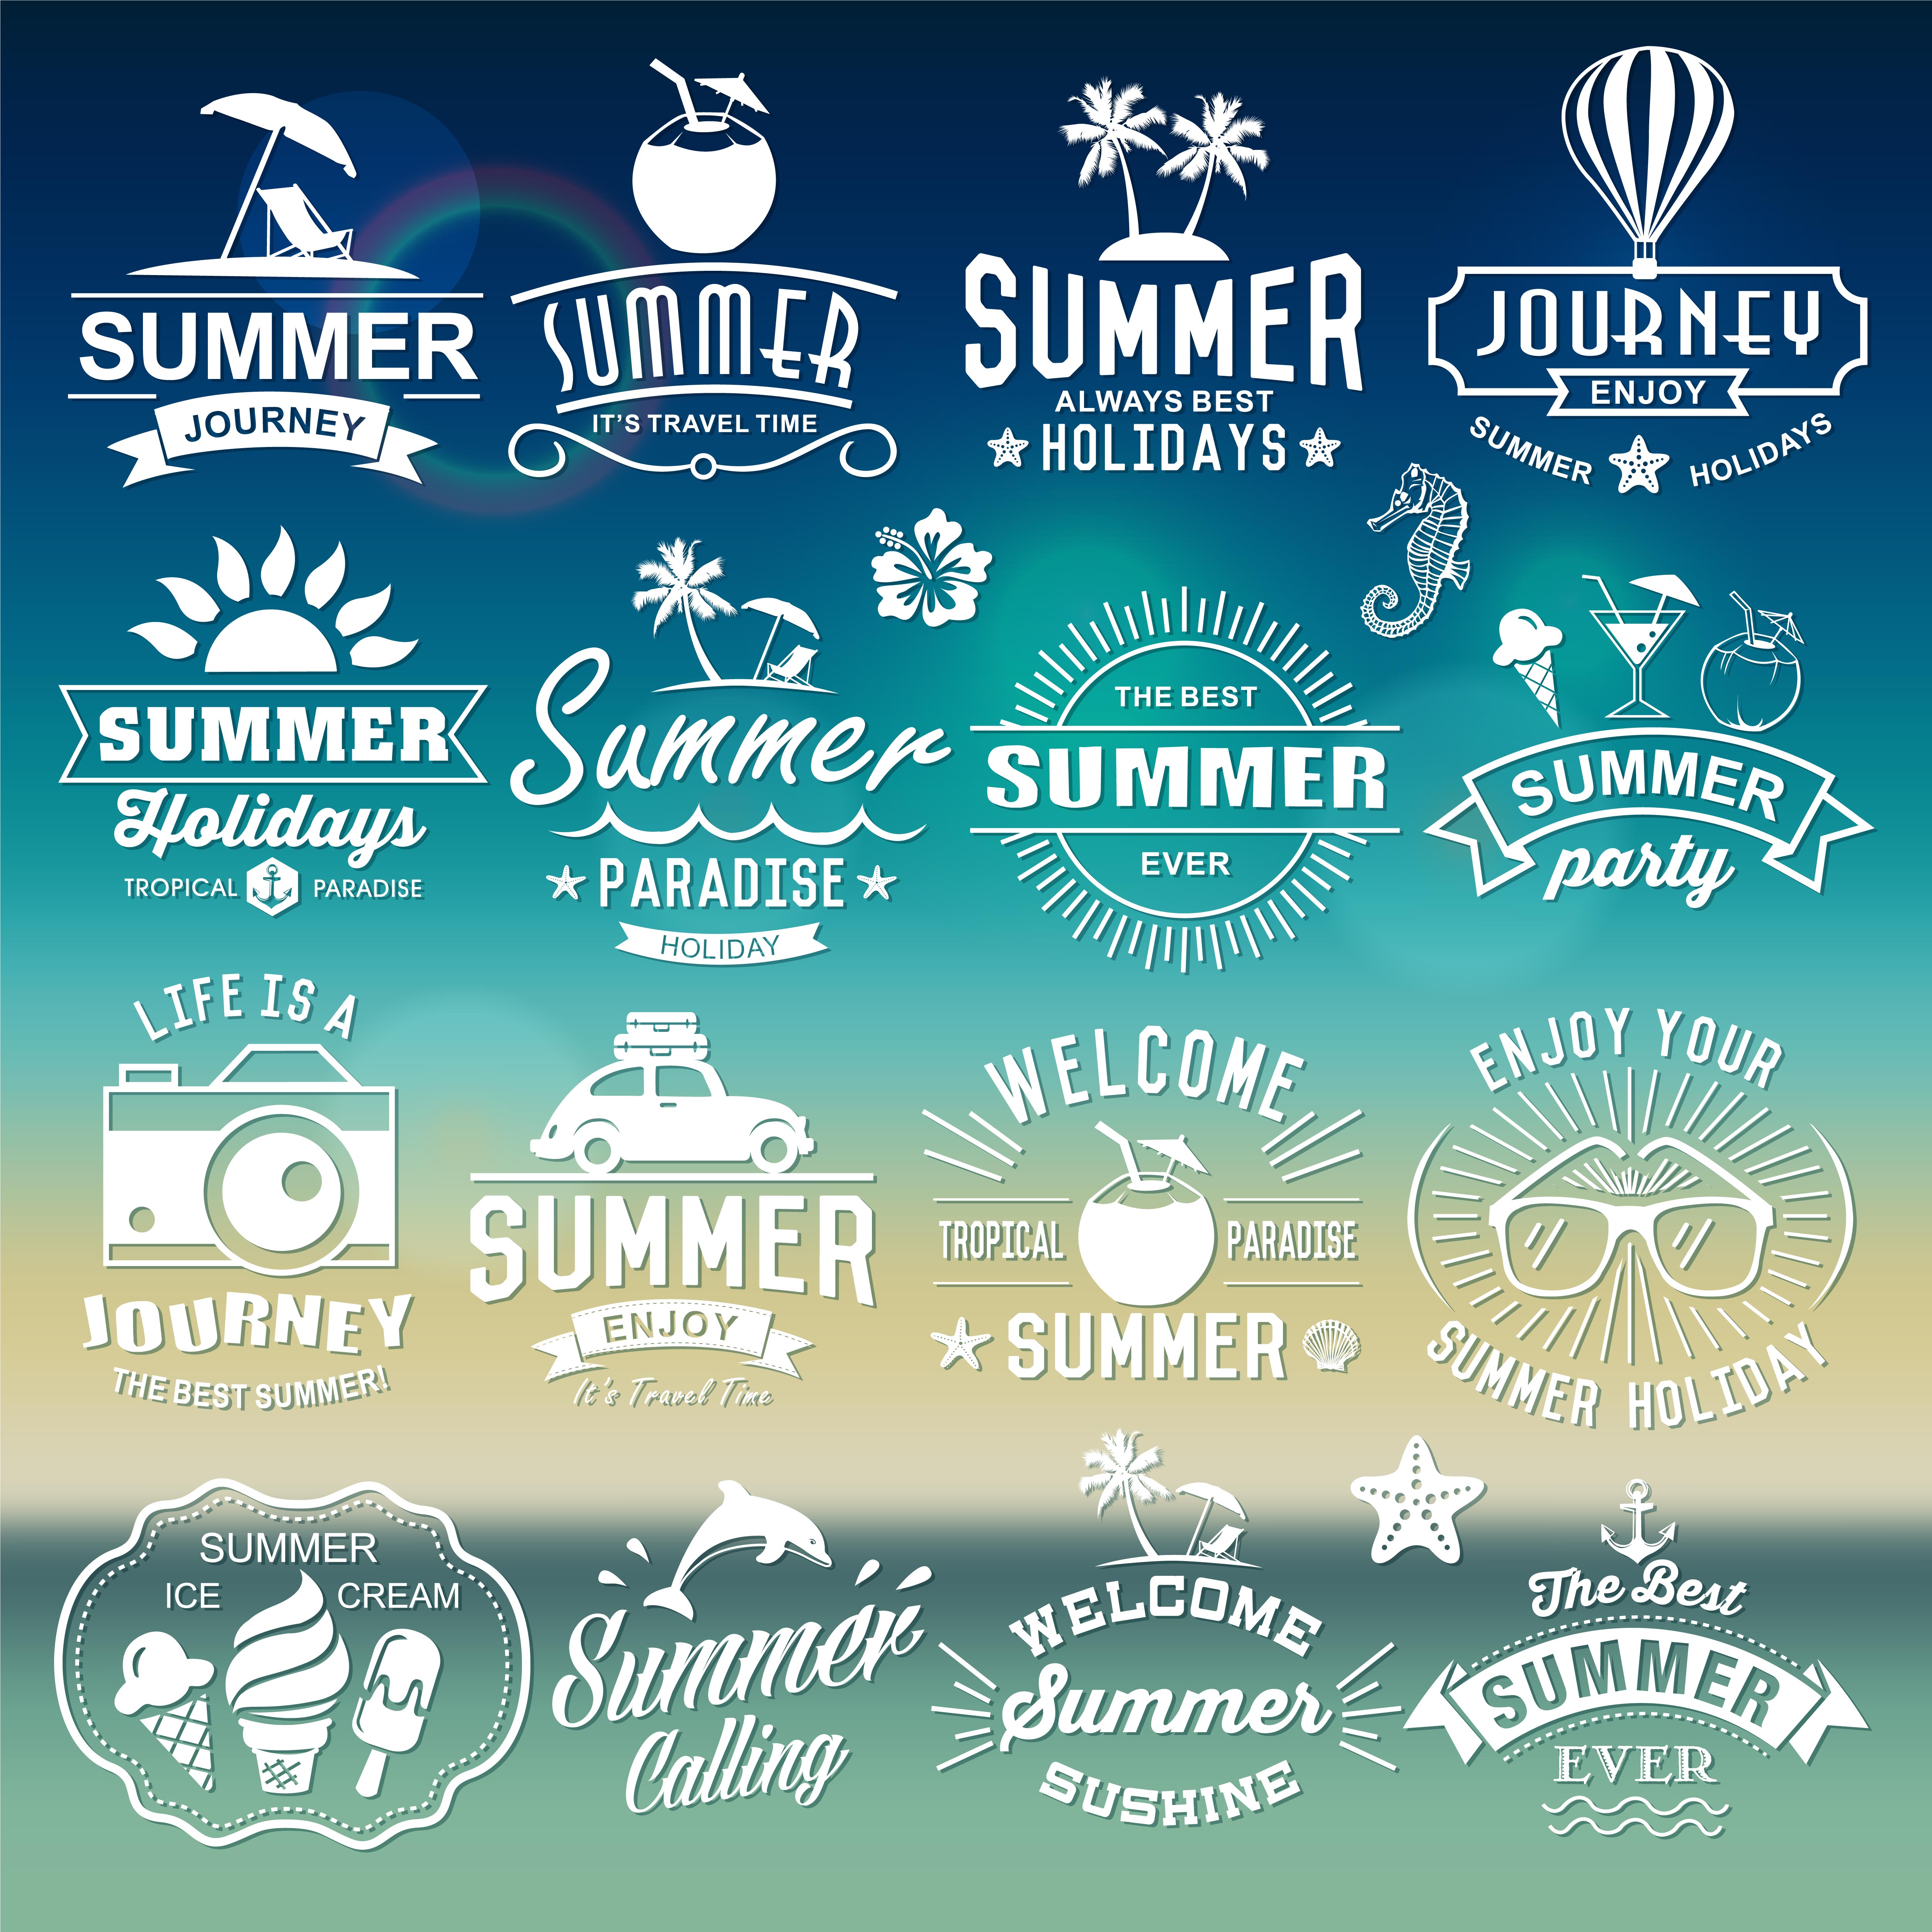 SUMMER
JOURNEY
SUMMER
IT'S TRAVEL TIME
SUMMER
ALWAYS BEST
HOLIDAYS
JOURNEY
ENJOY
SUMMER HOLIDAYS
SUMMER
Holidays
TROPICAL PARADISE
Summer
PARADISE
HOLIDAY
THE BEST
SUMMER
EVER
SUMMER
party
LIFE IS A
JOURNEY
THE BEST SUMMER!
SUMMER
ENJOY
It's Travel Time
WELCOME
TROPICAL PARADISE
SUMMER
ENJOY YOUR
SUMMER HOLIDAY
SUMMER
ICE CREAM
Summer
Calling
WELCOME
Summer
SUSHINE
The Best
SUMMER
EVER